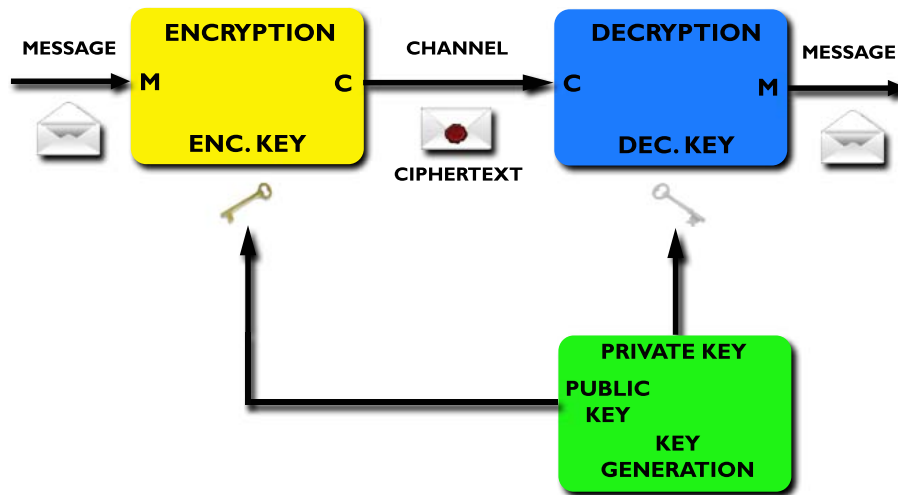 MESSAGE
ENCRYPTION
M
C
ENC. KEY
CHANNEL
CIPHERTEXT
DECRYPTION
C
M
DEC. KEY
MESSAGE
PRIVATE KEY
PUBLIC
KEY
KEY
GENERATION